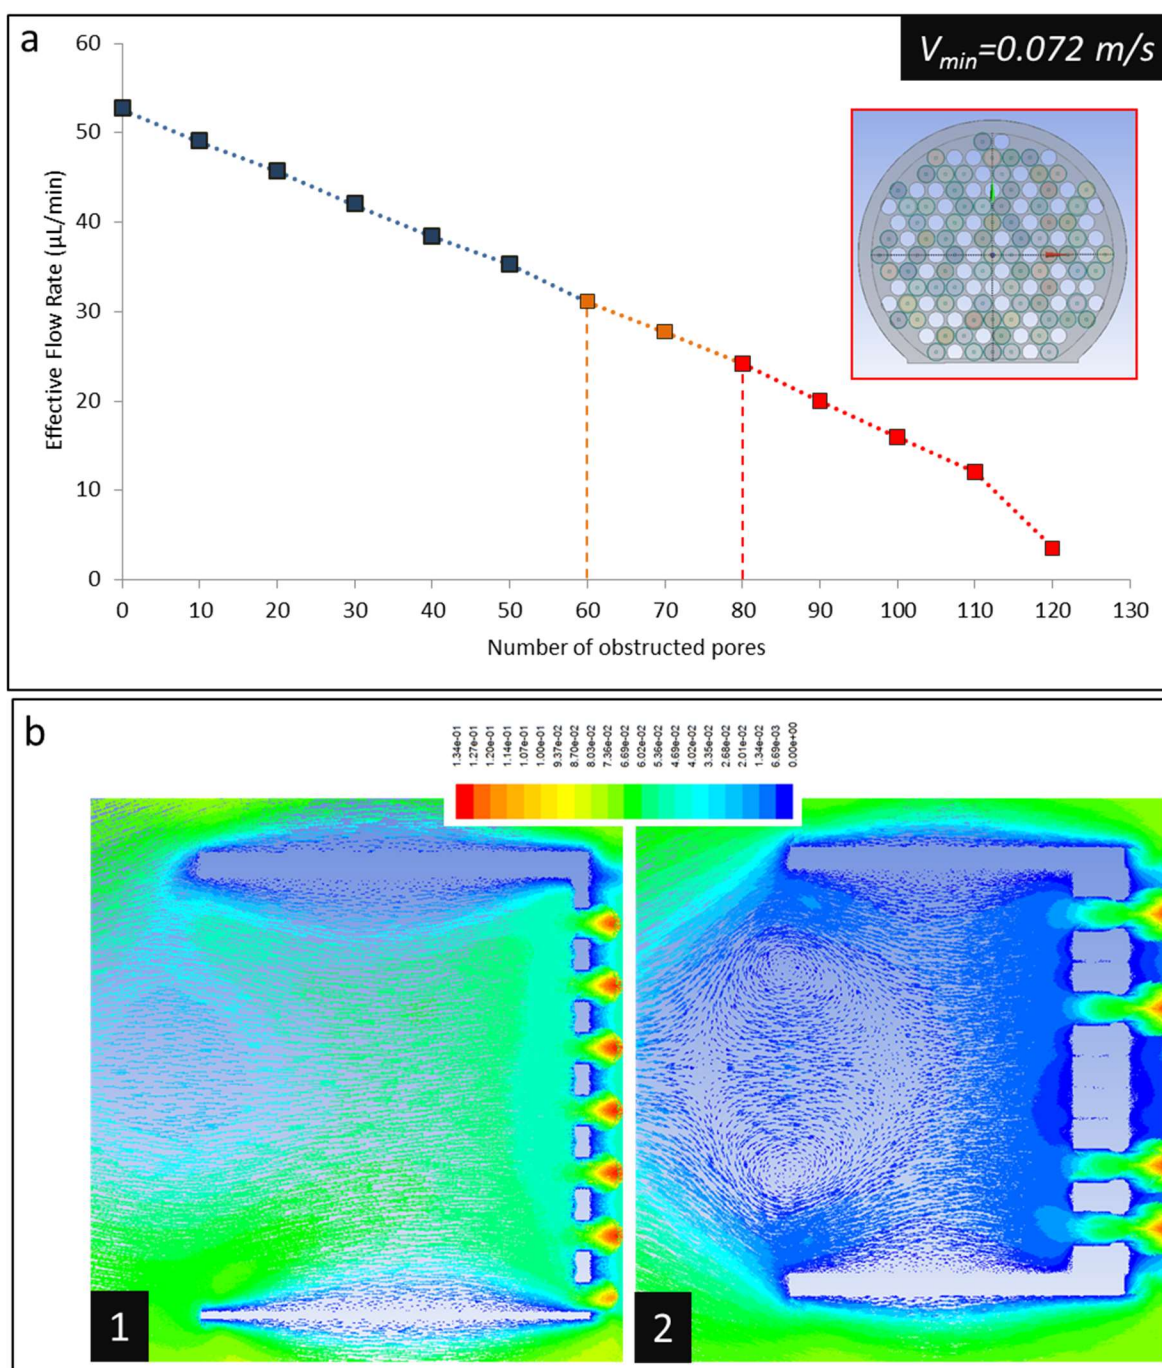 a
V_min=0.072 m/s
60
50
40
30
20
10
0
Effective Flow Rate (µL/min)
0 10 20 30 40 50 60 70 80 90 100 110 120 130
Number of obstructed pores
b
1.34e-01
1.27e-01
1.20e-01
1.14e-01
1.07e-01
1.00e-01
9.37e-02
8.70e-02
8.03e-02
7.36e-02
6.69e-02
6.02e-02
5.36e-02
4.69e-02
4.02e-02
3.35e-02
2.68e-02
2.01e-02
1.34e-02
6.69e-03
0.00e+00
1
2